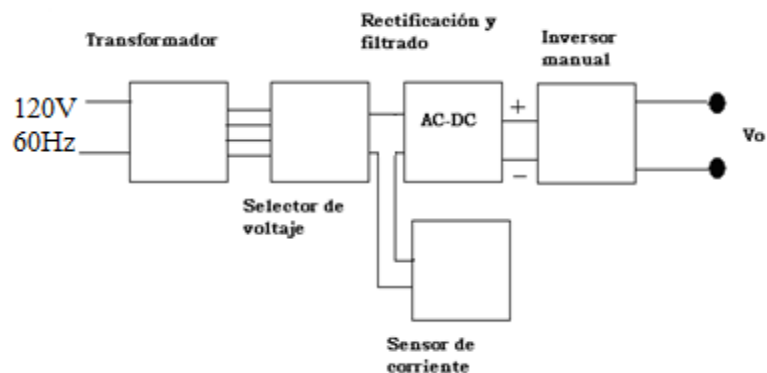 Transformador
Rectificación y
filtrado
Inversor
manual
120V
60Hz
AC-DC
+
−
Vo
Selector de
voltaje
Sensor de
corriente